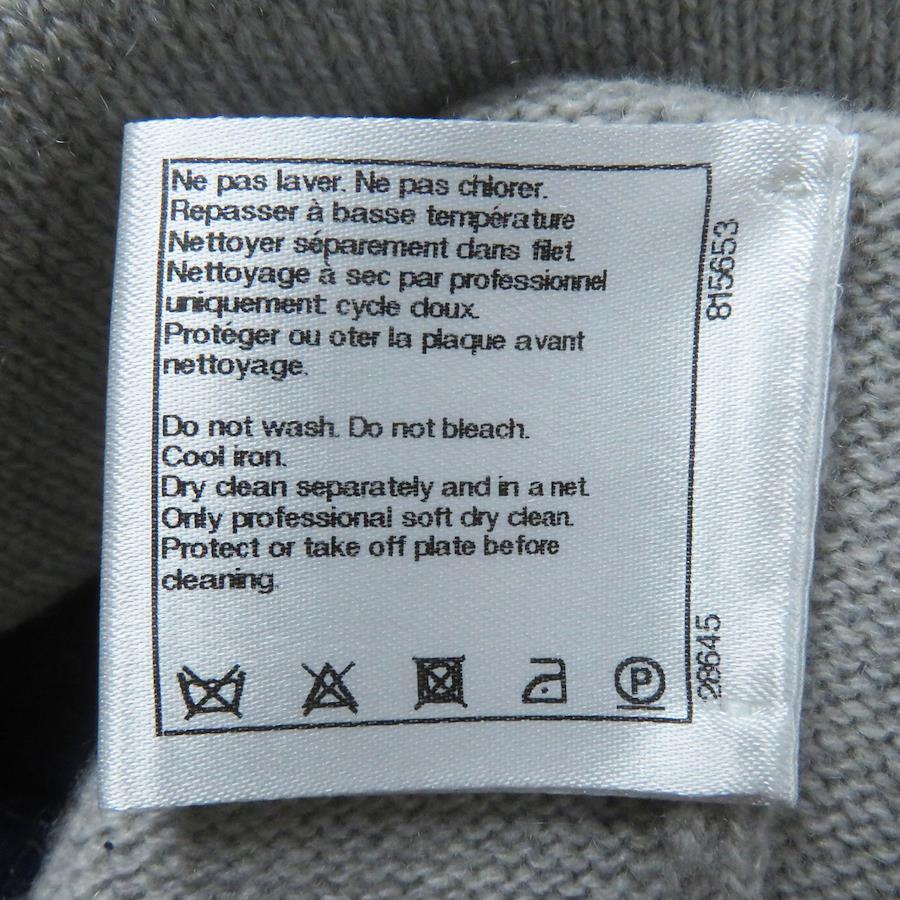 Ne pas laver. Ne pas chlorer.
Repasser à basse température
Nettoyer séparement dans filet
Nettoyage à sec par professionnel
uniquement cycle doux.
Protéger ou oter la plaque avant
nettoyage.
Do not wash. Do not bleach.
Cool iron.
Dry clean separately and in a net
Only professional soft dry clean.
Protect or take off plate before
cleaning.
P
815653
28645